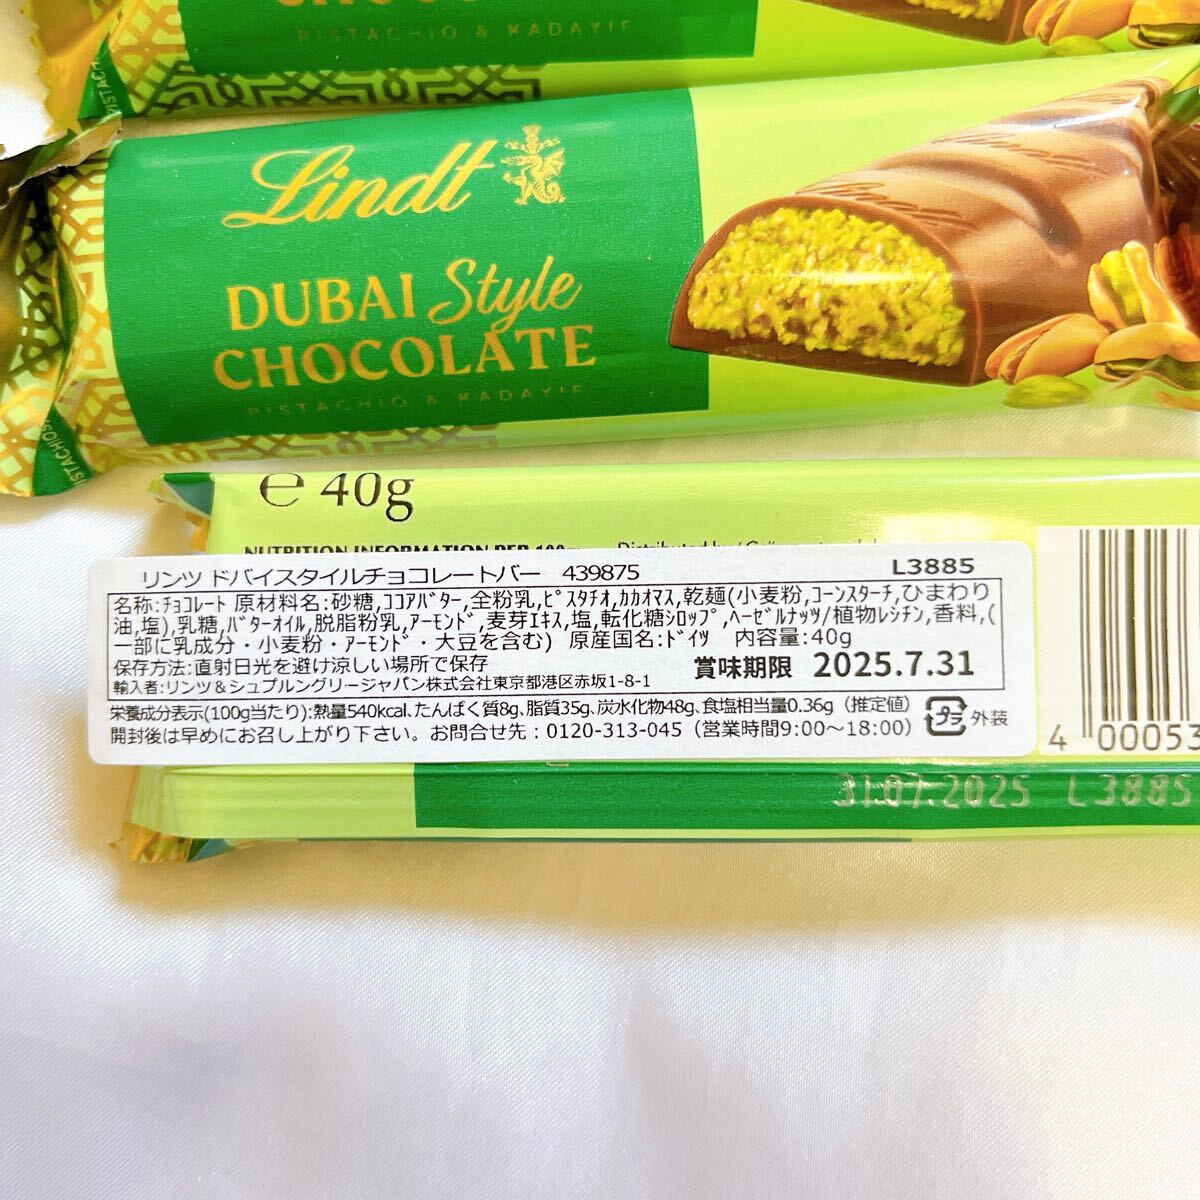 PISTACHIO & KADAYIF
Lindt
DUBAI Style
CHOCOLATE
PISTACHIO & KADAYIF
℮ 40g
NUTRITION INFORMATION PER 100g
Distributed by
リンツ ドバイスタイルチョコレートバー 439875 L3885
名称:チョコレート 原材料名:砂糖,ココアバター,全粉乳,ピスタチオ,カカオマス,乾麺(小麦粉,コーンスターチ,ひまわり
油,塩),乳糖,バターオイル,脱脂粉乳,アーモンド,麦芽エキス,塩,転化糖シロップ,ヘーゼルナッツ/植物レシチン,香料,(
一部に乳成分・小麦粉・アーモンド・大豆を含む) 原産国名:ドイツ 内容量:40g
保存方法:直射日光を避け涼しい場所で保存 賞味期限 2025.7.31
輸入者:リンツ&シュプルングリージャパン株式会社東京都港区赤坂1-8-1
栄養成分表示(100g当たり):熱量540kcal,たんぱく質8g,脂質35g,炭水化物48g,食塩相当量0.36g (推定値)
開封後は早めにお召し上がり下さい。お問合せ先:0120-313-045 (営業時間9:00~18:00)
プラ 外装
4 00053
31.07.2025 L3885